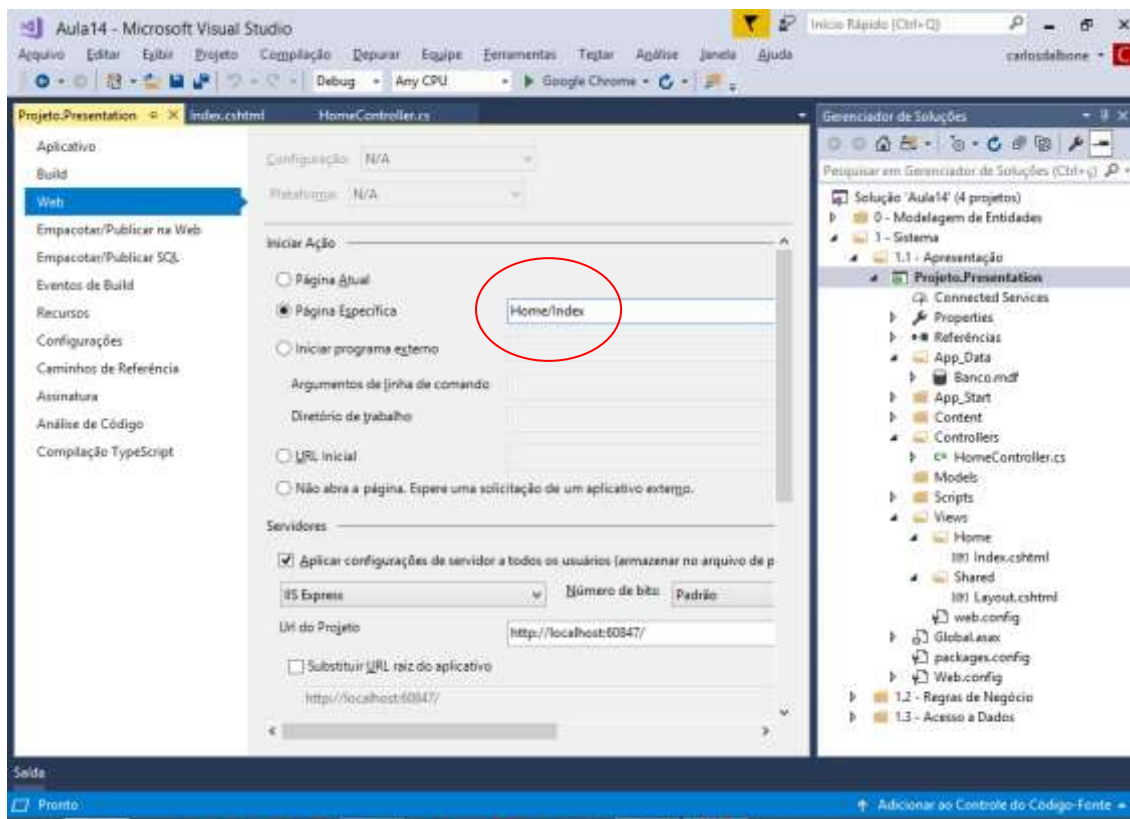 Aula14 - Microsoft Visual Studio
Início Rápido (Ctrl+Q)
Arquivo Editar Exibir Projeto Compilação Depurar Equipe Ferramentas Testar Análise Janela Ajuda
carlosdelbone
Debug Any CPU Google Chrome
Projeto.Presentation Index.cshtml HomeController.cs
Aplicativo
Build
Web
Empacotar/Publicar na Web
Empacotar/Publicar SQL
Eventos de Build
Recursos
Configurações
Caminhos de Referência
Assinatura
Análise de Código
Compilação TypeScript
Configuração: N/A
Plataforma: N/A
Iniciar Ação
Página Atual
Página Específica Home/Index
Iniciar programa externo
Argumentos de linha de comando
Diretório de trabalho
URL Inicial
Não abra a página. Espere uma solicitação de um aplicativo externo.
Servidores
Aplicar configurações de servidor a todos os usuários (armazenar no arquivo de p
IIS Express Número de bits: Padrão
Url do Projeto http://localhost:60847/
Substituir URL raiz do aplicativo
http://localhost:60847/
Gerenciador de Soluções
Pesquisar em Gerenciador de Soluções (Ctrl+ç)
Solução 'Aula14' (4 projetos)
0 - Modelagem de Entidades
1 - Sistema
1.1 - Apresentação
Projeto.Presentation
Connected Services
Properties
Referências
App_Data
Banco.mdf
App_Start
Content
Controllers
C# HomeController.cs
Models
Scripts
Views
Home
Index.cshtml
Shared
Layout.cshtml
web.config
Global.asax
packages.config
Web.config
1.2 - Regras de Negócio
1.3 - Acesso a Dados
Saída
Pronto
Adicionar ao Controle do Código-Fonte